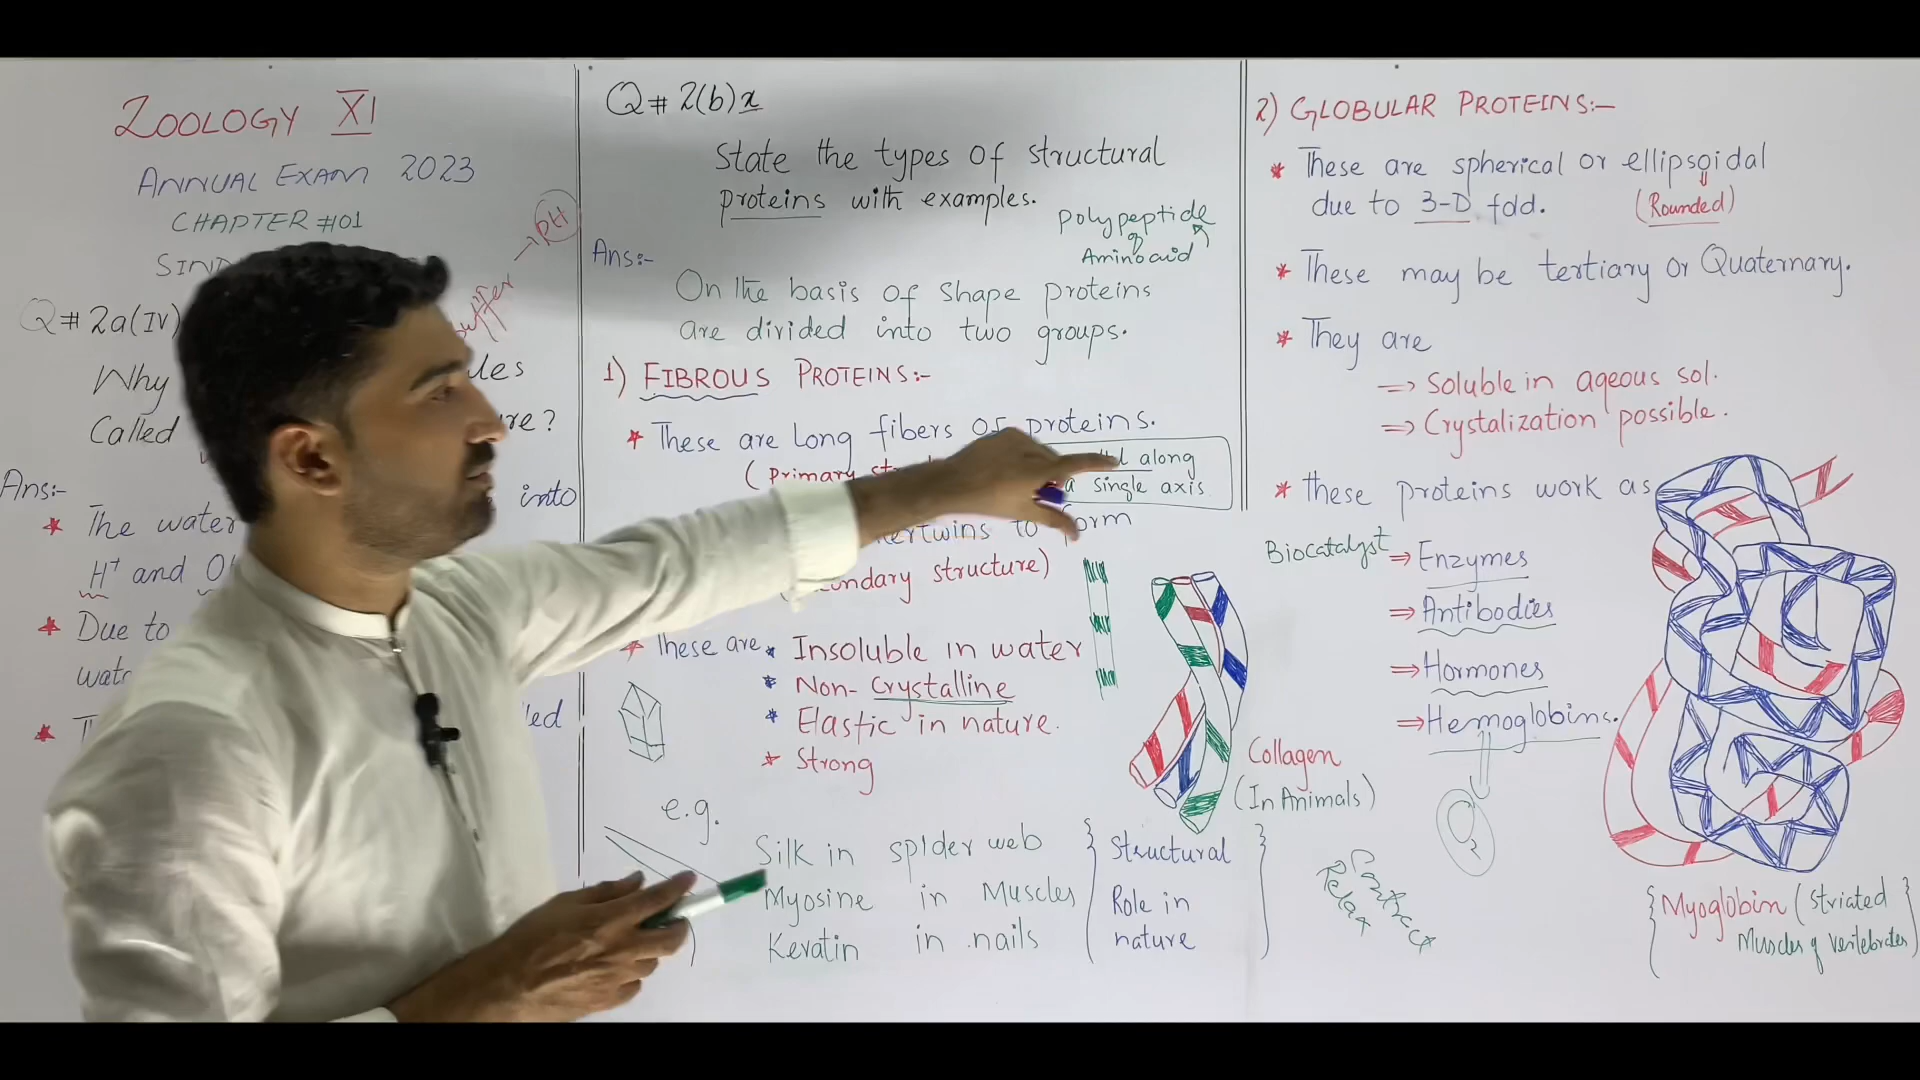 ZOOLOGY XI
ANNUAL EXAM 2023
CHAPTER #01
Q# 2a(IV)
Why
Called
Ans:-
The water into
H⁺ and
Due to
PH
Q# 2(b) x
State the types of structural
proteins with examples.
Polypeptide
of
Aminoacid
Ans:-
On the basis of Shape proteins
are divided into two groups.
1) FIBROUS PROTEINS:-
* These are Long fibers of proteins.
(Primary
along
a single axis
to form
structure)
* These are * Insoluble in water
* Non-Crystalline
* Elastic in nature.
* Strong
Collagen
(In Animals)
e.g.
Silk in spider web
Myosine in Muscles
Keratin in nails
{ Structural
Role in
nature }
Contract
Relax
2) GLOBULAR PROTEINS:-
* These are spherical or ellipsoidal
due to 3-D fold. (Rounded)
* These may be tertiary or Quaternary.
* They are
=> Soluble in aqeous sol.
=> Crystalization possible.
* These proteins work as
Biocatalyst => Enzymes
=> Antibodies
=> Hormones
=> Hemoglobins.
O₂
{ Myoglobin (Striated }
Muscles of vertebrates